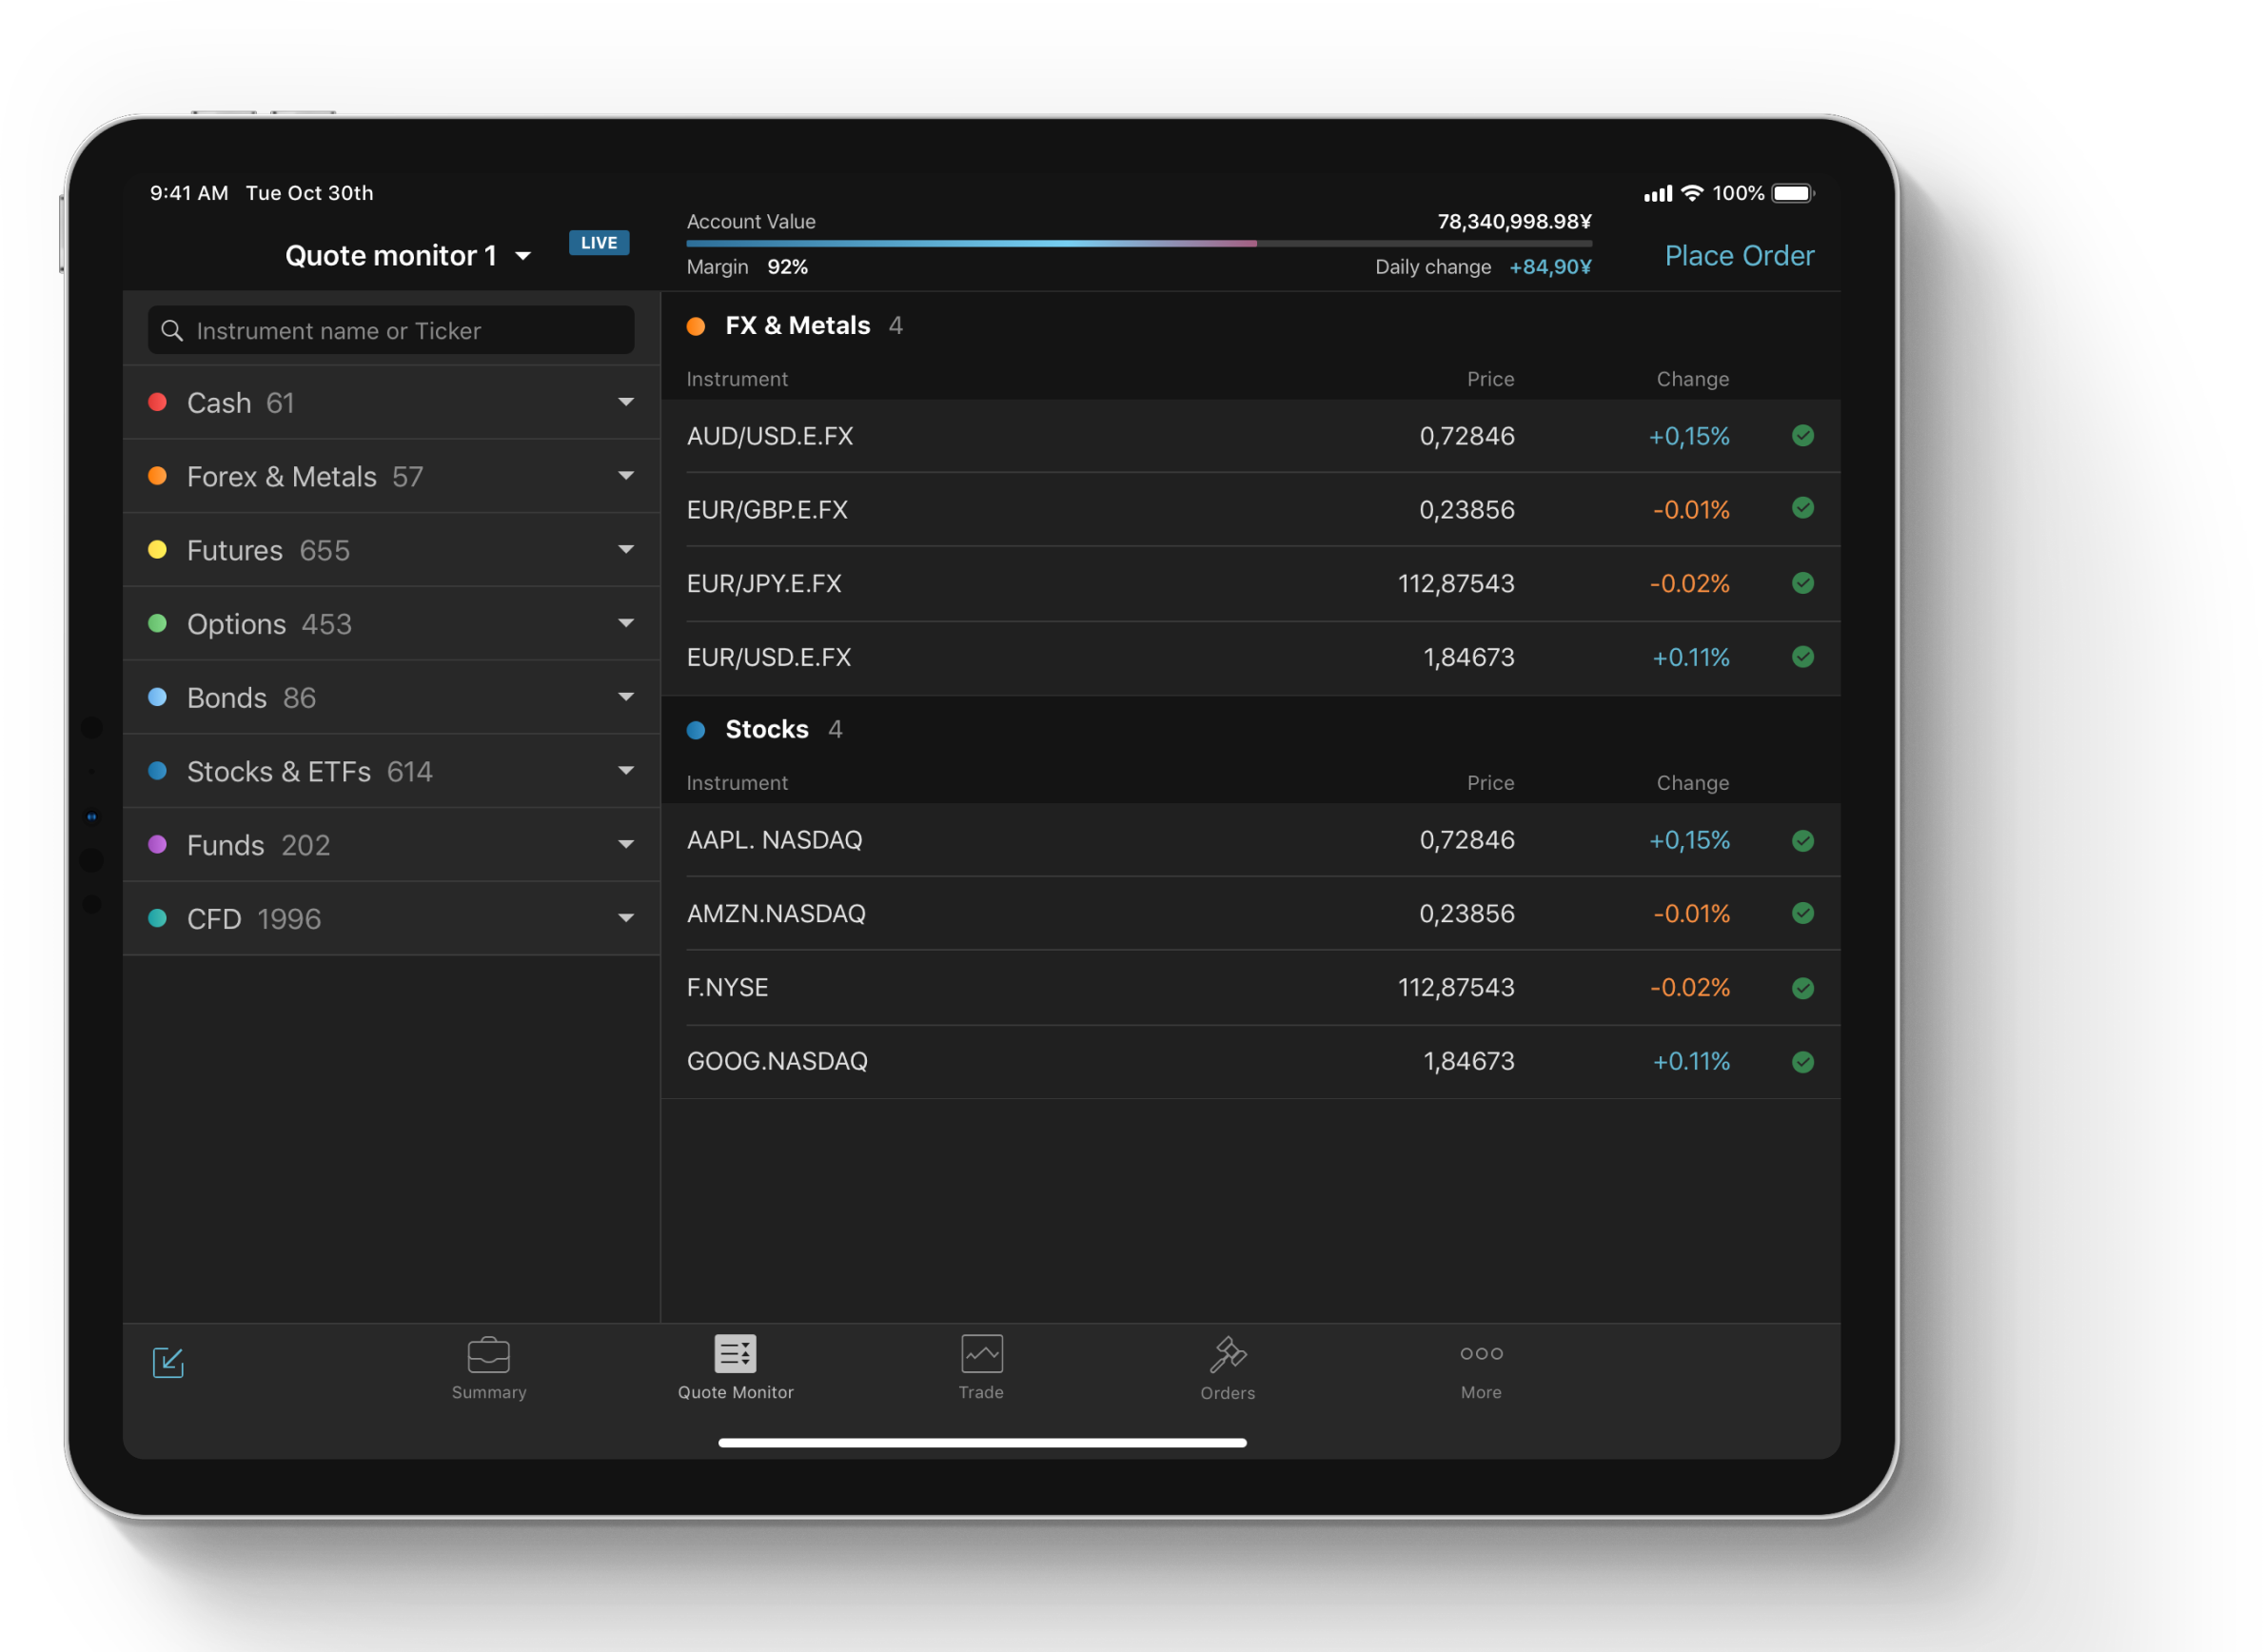 9:41 AM Tue Oct 30th 100%
Quote monitor 1 LIVE
Account Value 78,340,998.98¥
Margin 92% Daily change +84,90¥
Place Order
Instrument name or Ticker
Cash 61
Forex & Metals 57
Futures 655
Options 453
Bonds 86
Stocks & ETFs 614
Funds 202
CFD 1996
FX & Metals 4
Instrument Price Change
AUD/USD.E.FX 0,72846 +0,15%
EUR/GBP.E.FX 0,23856 -0.01%
EUR/JPY.E.FX 112,87543 -0.02%
EUR/USD.E.FX 1,84673 +0.11%
Stocks 4
Instrument Price Change
AAPL. NASDAQ 0,72846 +0,15%
AMZN.NASDAQ 0,23856 -0.01%
F.NYSE 112,87543 -0.02%
GOOG.NASDAQ 1,84673 +0.11%
Summary Quote Monitor Trade Orders More